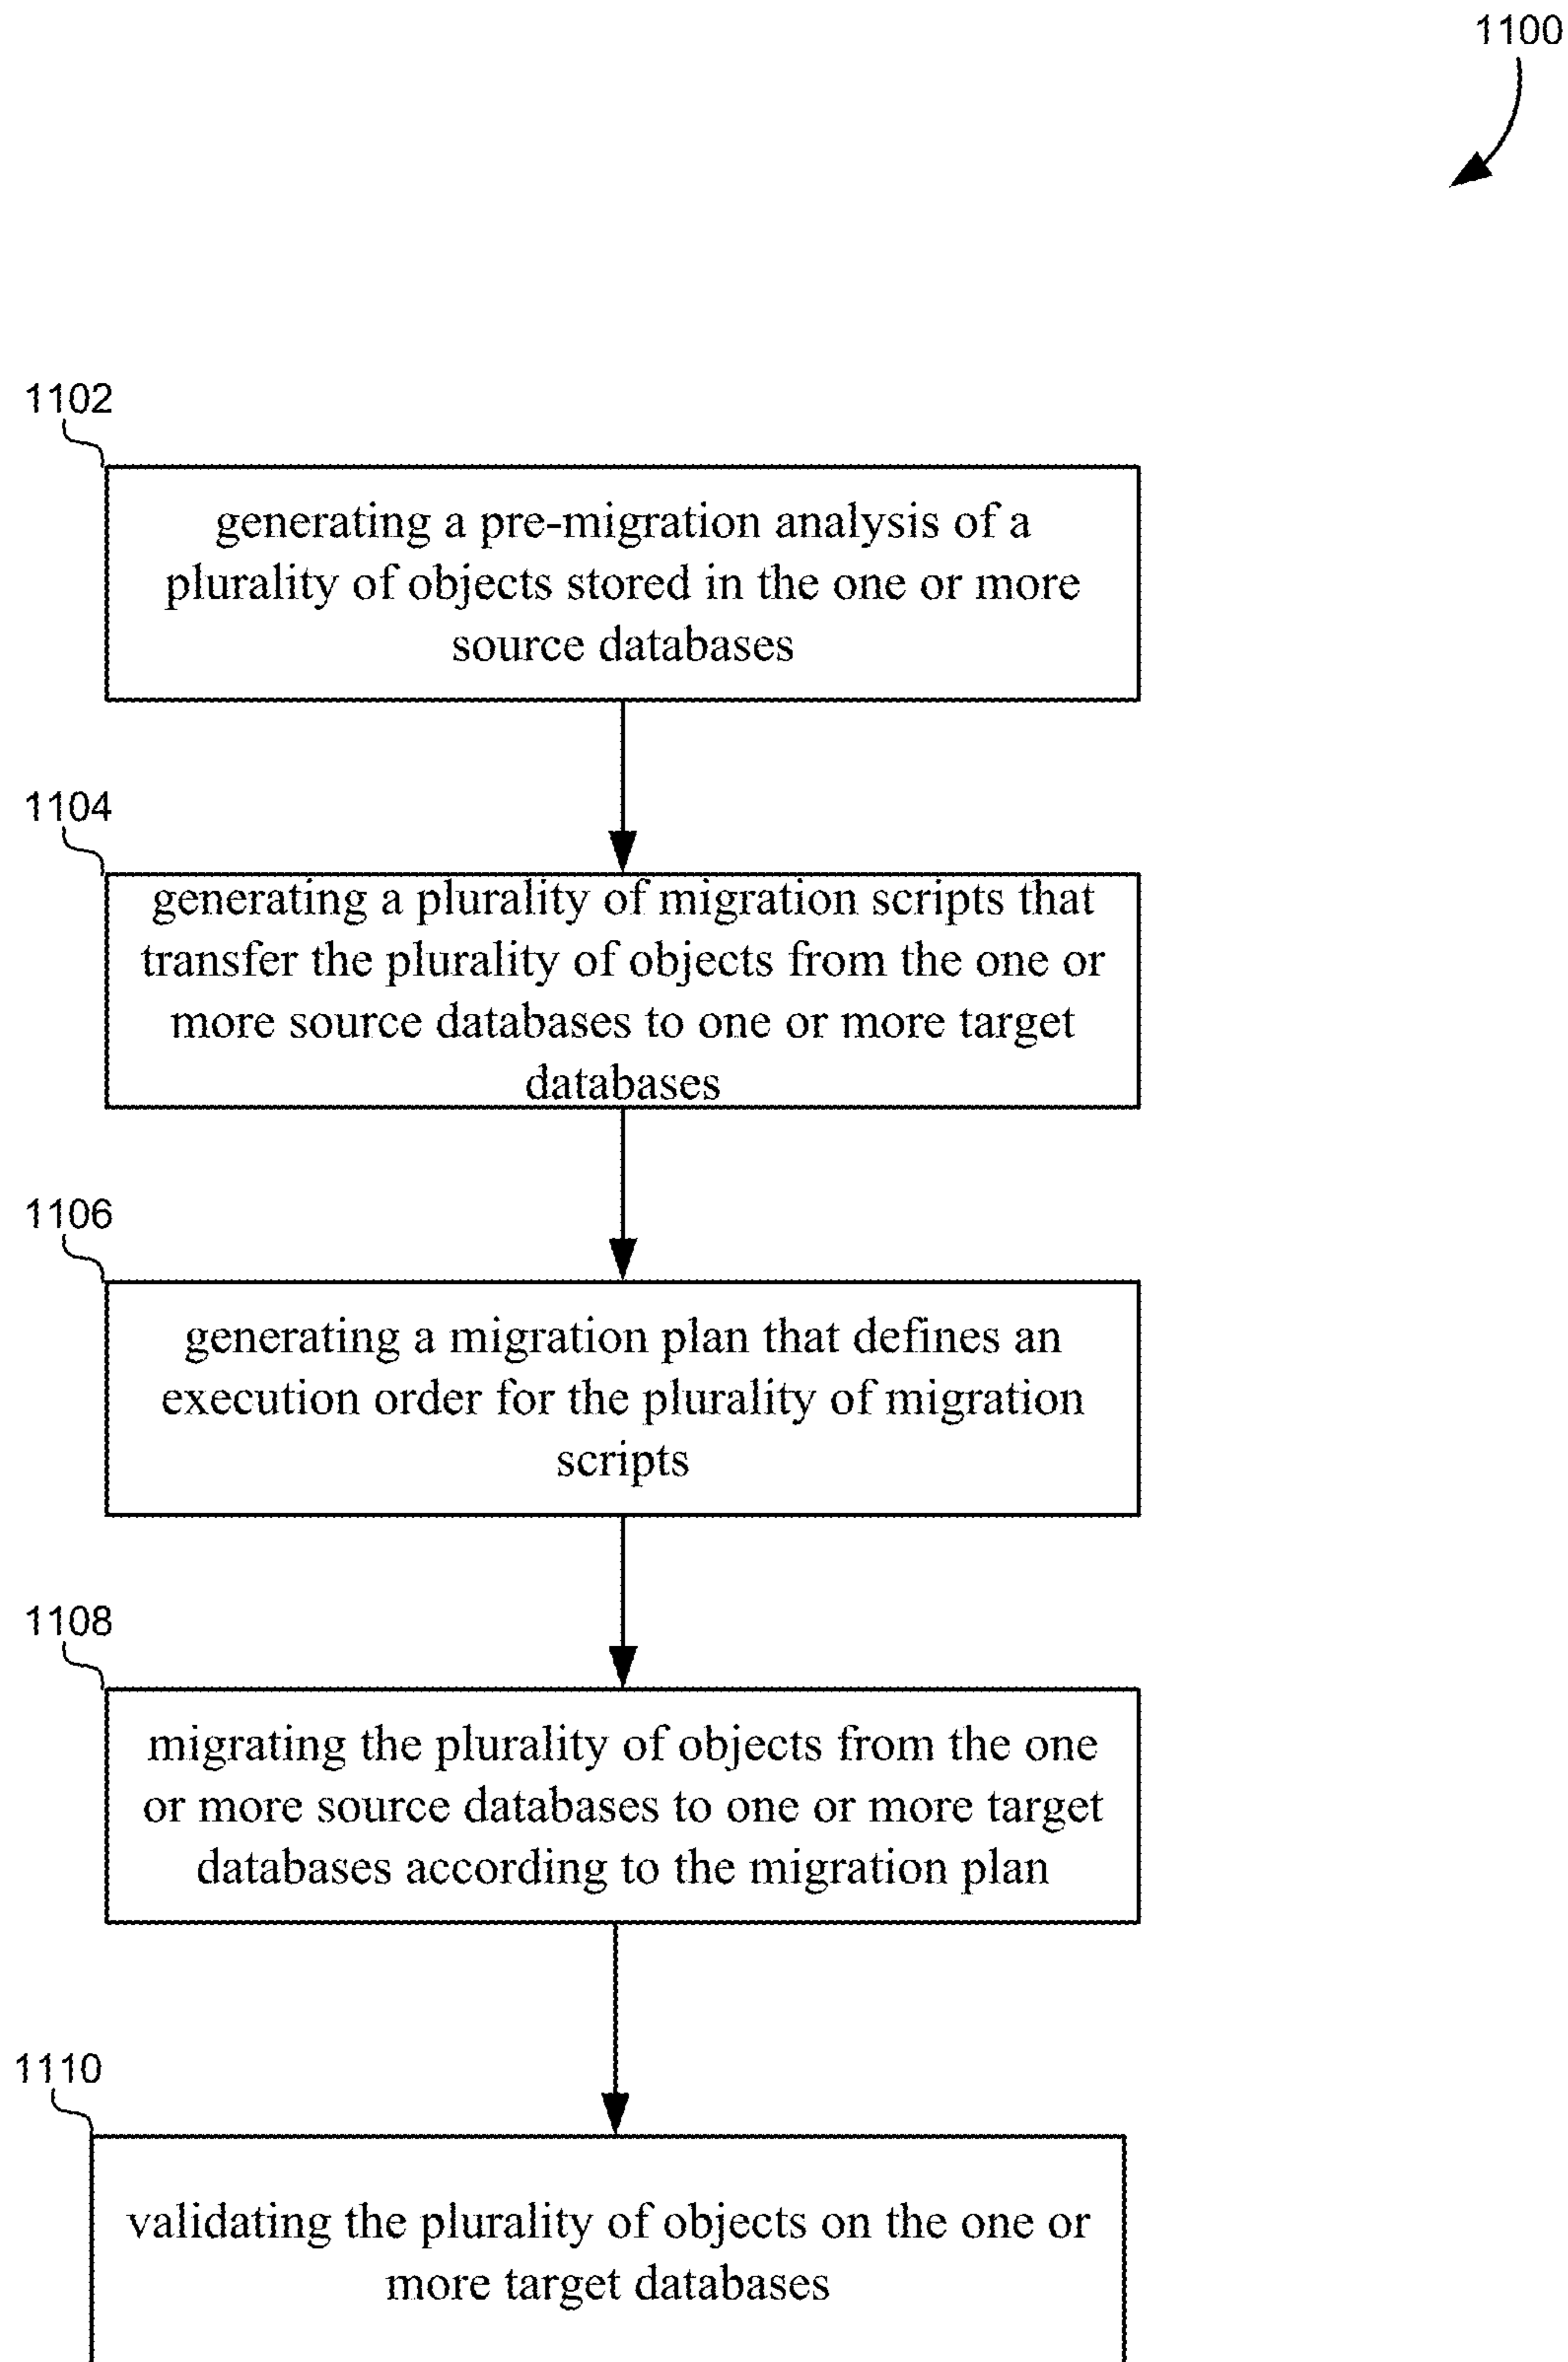 1100
1102
generating a pre-migration analysis of a
plurality of objects stored in the one or more
source databases
1104
generating a plurality of migration scripts that
transfer the plurality of objects from the one or
more source databases to one or more target
databases
1106
generating a migration plan that defines an
execution order for the plurality of migration
scripts
1108
migrating the plurality of objects from the one
or more source databases to one or more target
databases according to the migration plan
1110
validating the plurality of objects on the one or
more target databases